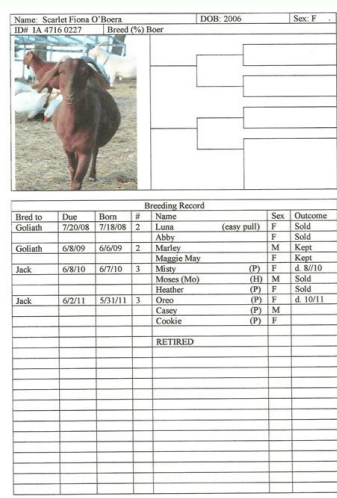 Name: Scarlet Fiona O'Boera DOB: 2006 Sex: F
ID# IA 4716 0227 Breed (%) Boer
Breeding Record
Bred to Due Born # Name Sex Outcome
Goliath 7/20/08 7/18/08 2 Luna (easy pull) F Sold
Abby F Sold
Goliath 6/8/09 6/6/09 2 Marley M Kept
Maggie May F Kept
Jack 6/8/10 6/7/10 3 Misty (P) F d. 8//10
Moses (Mo) (H) M Sold
Heather (P) F Sold
Jack 6/2/11 5/31/11 3 Oreo (P) F d. 10/11
Casey (P) M
Cookie (P) F
RETIRED